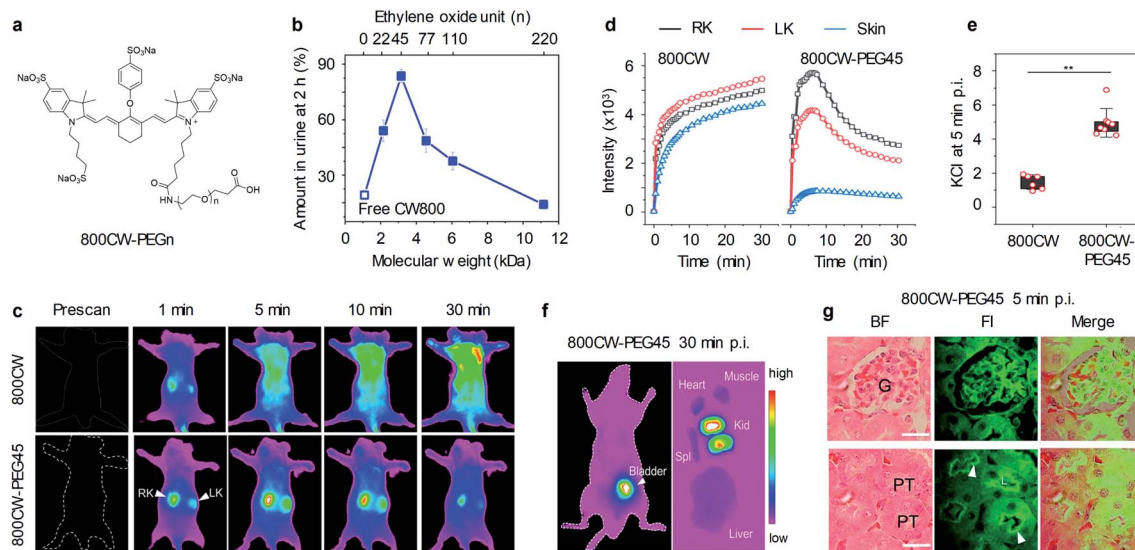 a
SO₃Na
NaO₃S
SO₃Na
O
N
N⁺
NaO₃S
O
HN
O
n
O
OH
800CW-PEGn
b
Ethylene oxide unit (n)
0 22 45 77 110 220
Amount in urine at 2 h (%)
90
60
30
Free CW800
0 1 2 4 6 8 10 12
Molecular weight (kDa)
d
RK LK Skin
800CW 800CW-PEG45
Intensity (x10³)
6
4
2
0
0 10 20 30 0 10 20 30
Time (min) Time (min)
e
**
KCI at 5 min p.i.
8
6
4
2
0
800CW 800CW-
PEG45
c
Prescan 1 min 5 min 10 min 30 min
800CW
800CW-PEG45
RK LK
f
800CW-PEG45 30 min p.i.
high
Heart Muscle
Kid
Spl
Bladder
Liver
low
g
800CW-PEG45 5 min p.i.
BF FI Merge
G
PT
PT
L